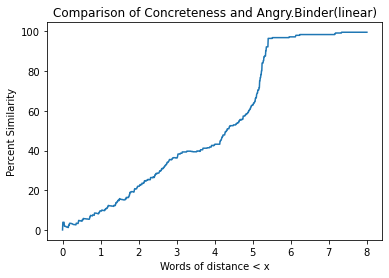 Comparison of Concreteness and Angry.Binder(linear)
100
80
60
40
20
0
Percent Similarity
0 1 2 3 4 5 6 7 8
Words of distance < x